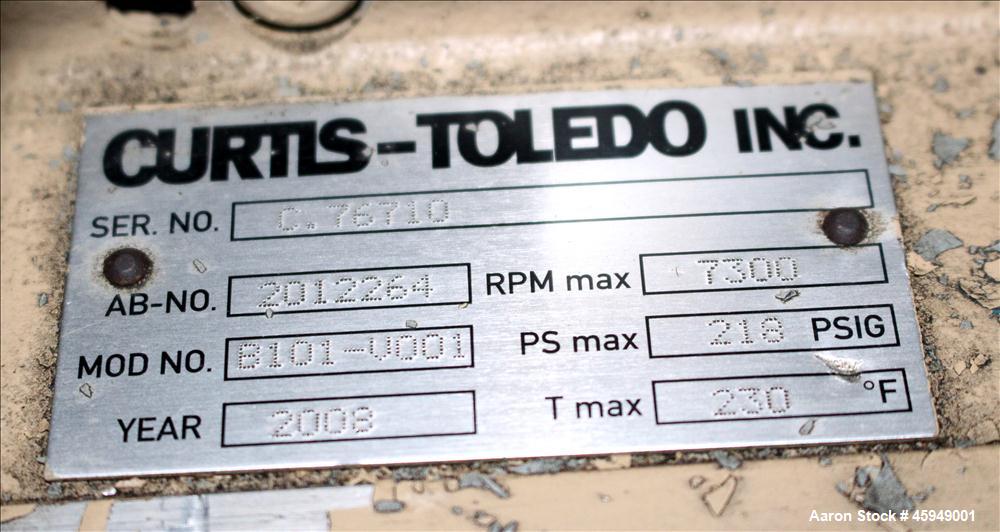 CURTIS-TOLEDO INC.
SER. NO. C.76710
AB-NO. 2012264 RPM max 7300
MOD NO. B101-V001 PS max 218 PSIG
YEAR 2008 T max 230 °F
Aaron Stock # 45949001